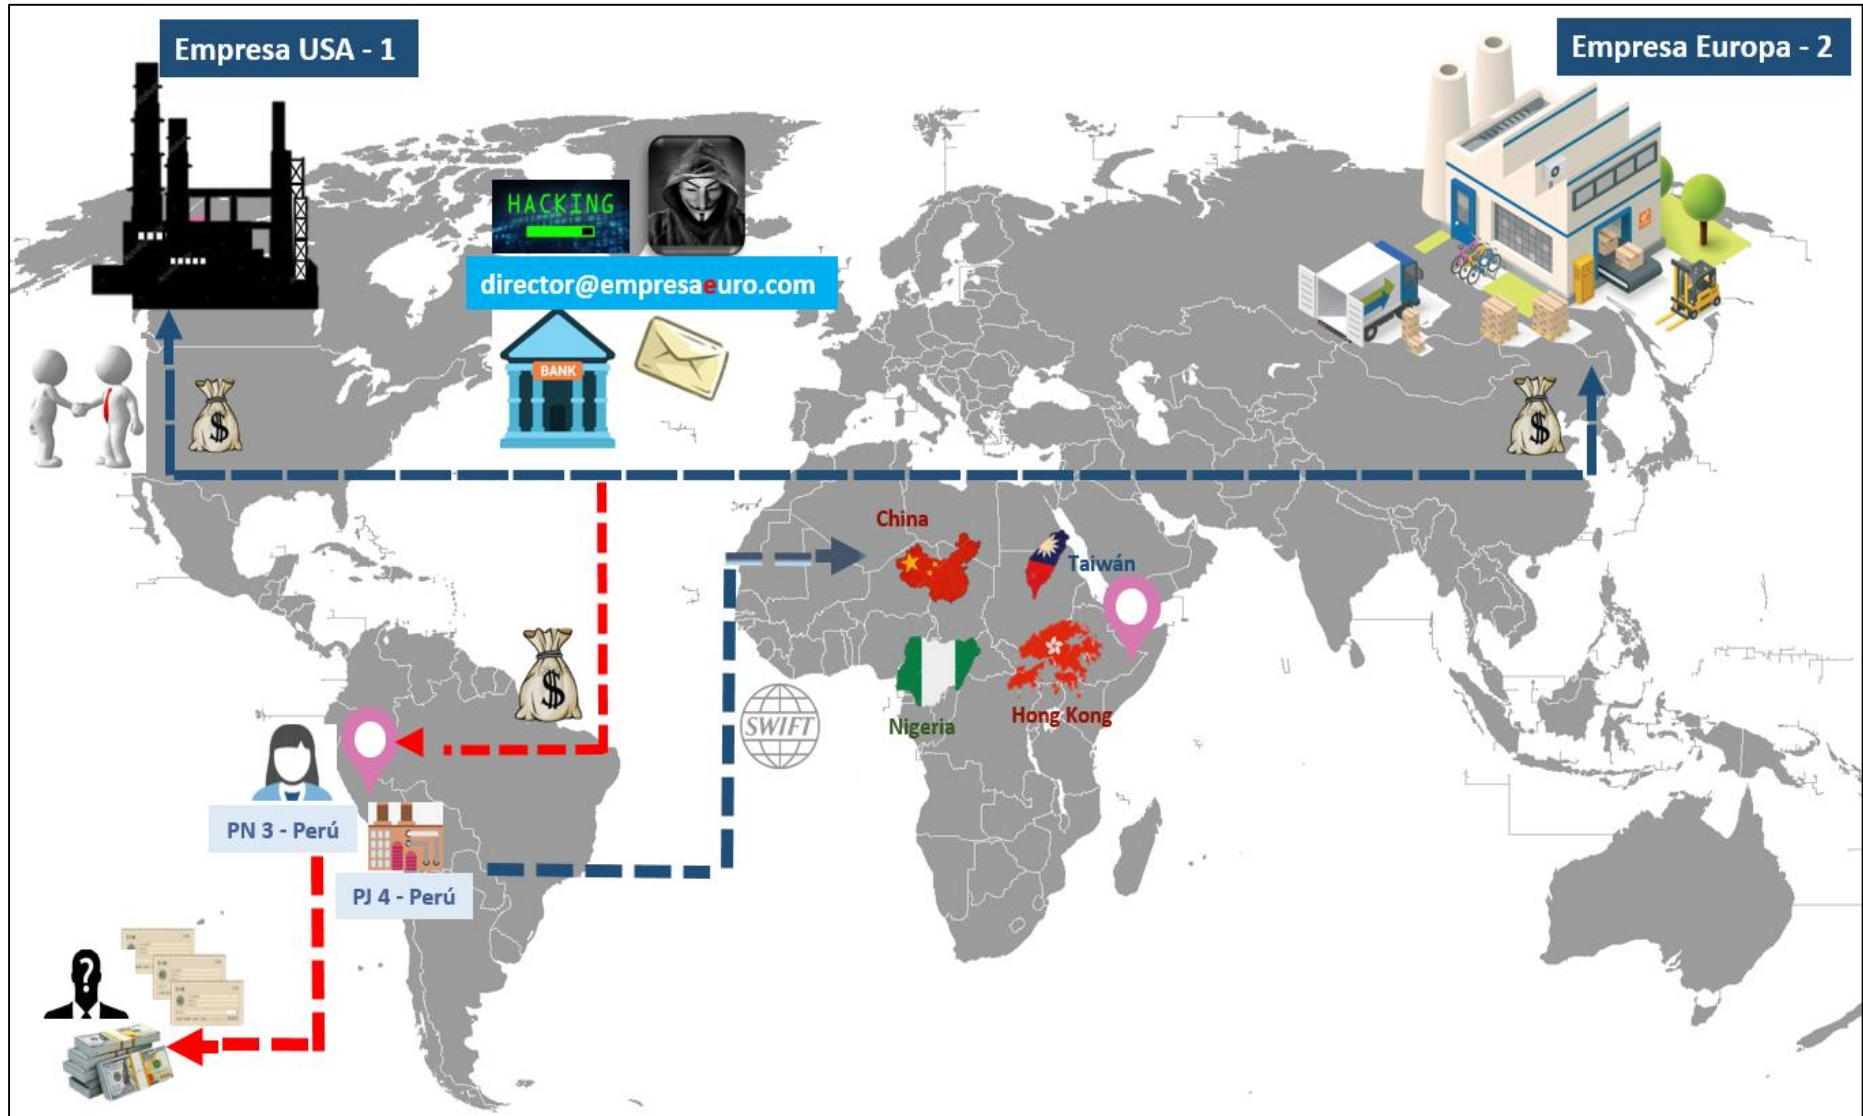 Empresa USA - 1
Empresa Europa - 2
HACKING
director@empresaeuro.com
BANK
$
$
China
Taiwán
$
Nigeria
Hong Kong
SWIFT
PN 3 - Perú
PJ 4 - Perú
?